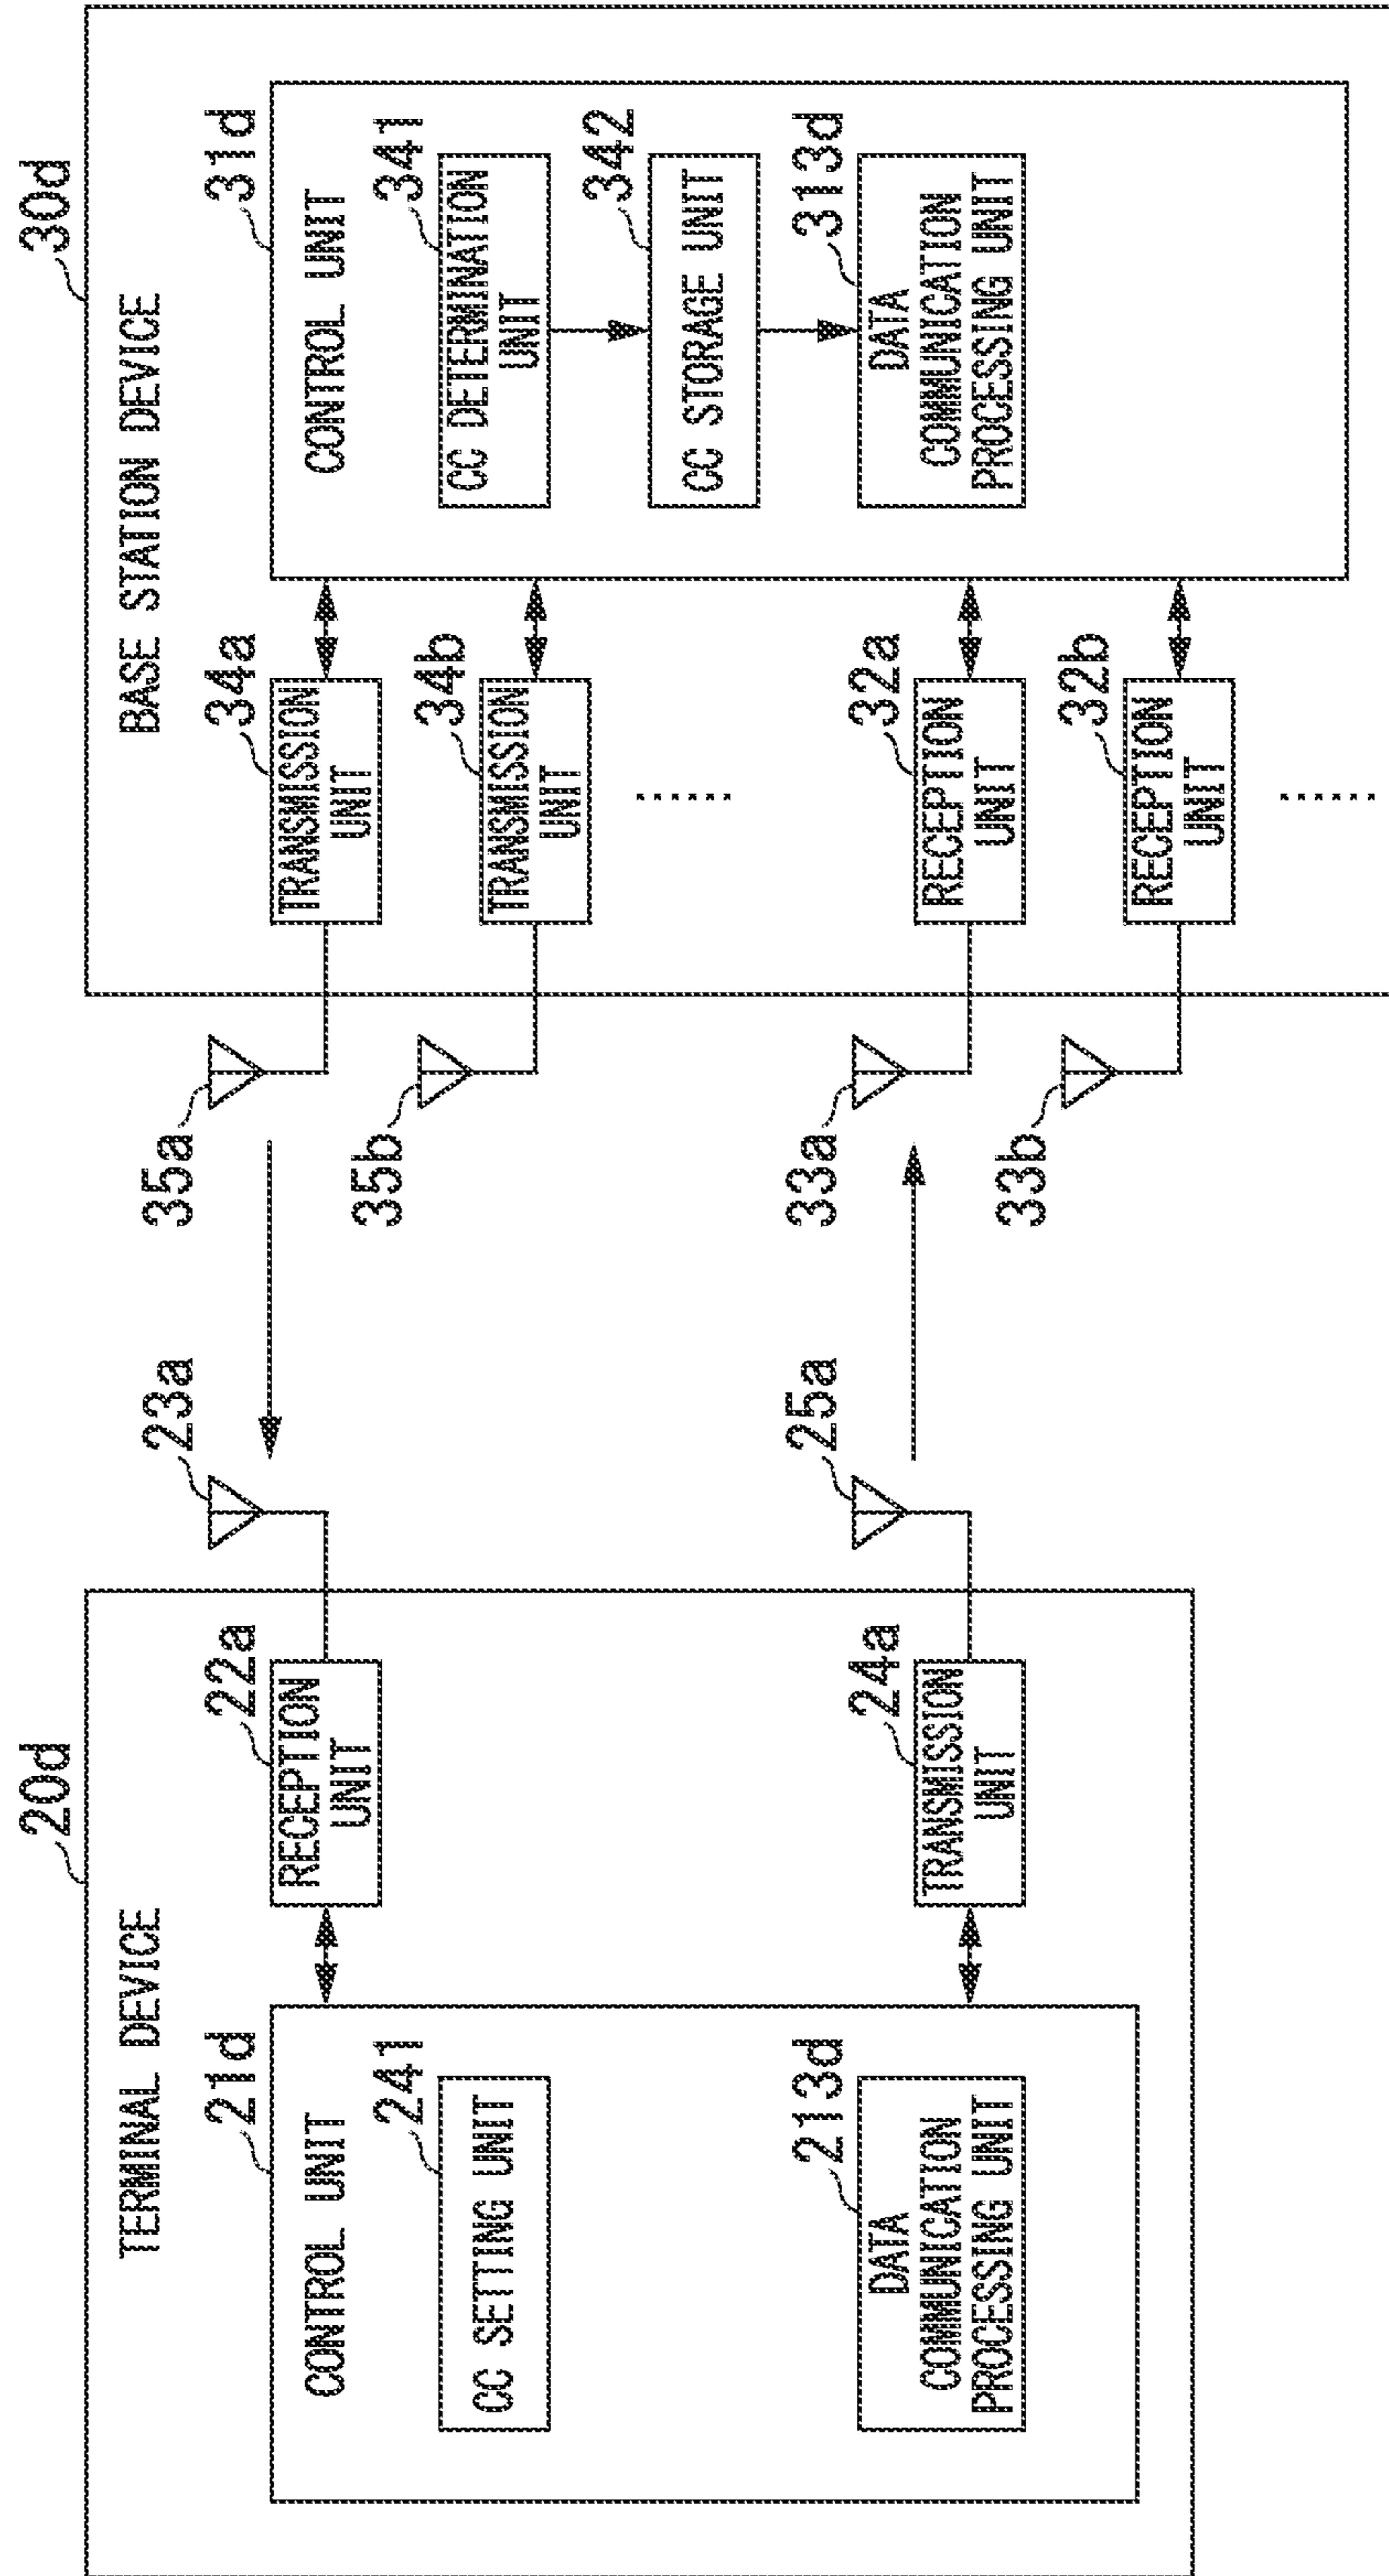 20d
TERMINAL DEVICE
21d
CONTROL UNIT
241
CC SETTING UNIT
213d
DATA
COMMUNICATION
PROCESSING UNIT
22a
RECEPTION
UNIT
24a
TRANSMISSION
UNIT
23a
25a
35a
35b
33a
33b
30d
BASE STATION DEVICE
34a
TRANSMISSION
UNIT
34b
TRANSMISSION
UNIT
......
32a
RECEPTION
UNIT
32b
RECEPTION
UNIT
......
31d
CONTROL UNIT
341
CC DETERMINATION
UNIT
342
CC STORAGE UNIT
313d
DATA
COMMUNICATION
PROCESSING UNIT